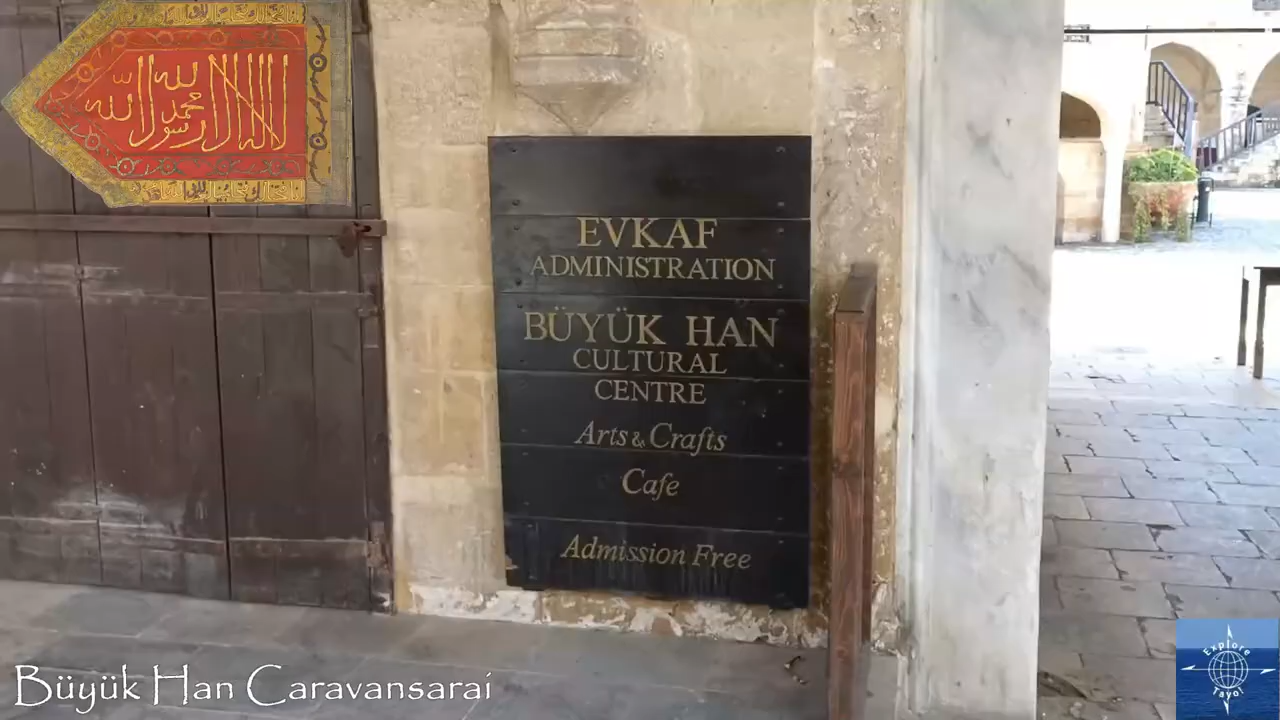 لا اله الا الله محمد رسول الله
EVKAF
ADMINISTRATION
BÜYÜK HAN
CULTURAL
CENTRE
Arts & Crafts
Cafe
Admission Free
Büyük Han Caravansarai
Explore
Tayo!